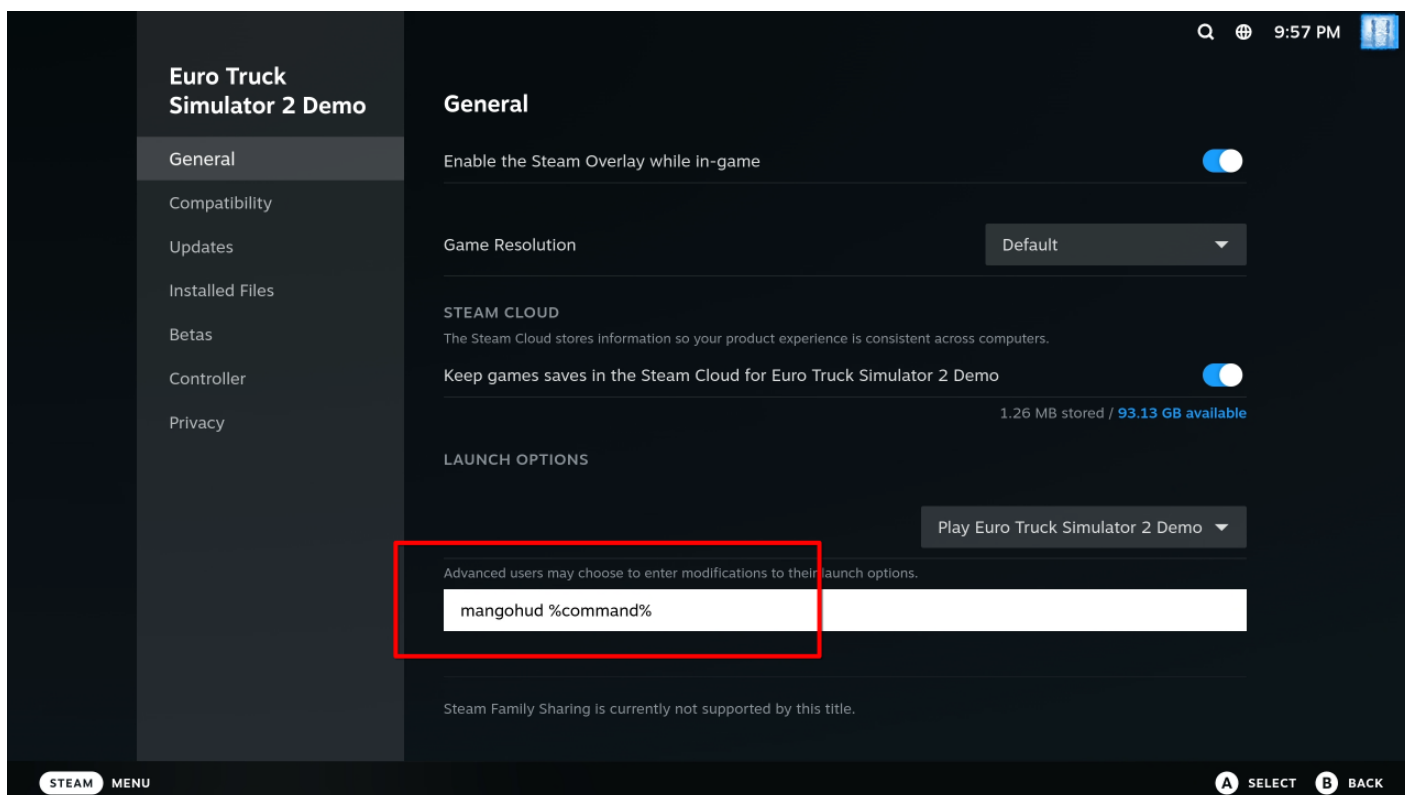 9:57 PM
Euro Truck
Simulator 2 Demo
General
Compatibility
Updates
Installed Files
Betas
Controller
Privacy
General
Enable the Steam Overlay while in-game
Game Resolution
Default
STEAM CLOUD
The Steam Cloud stores information so your product experience is consistent across computers.
Keep games saves in the Steam Cloud for Euro Truck Simulator 2 Demo
1.26 MB stored / 93.13 GB available
LAUNCH OPTIONS
Play Euro Truck Simulator 2 Demo
Advanced users may choose to enter modifications to their launch options.
mangohud %command%
Steam Family Sharing is currently not supported by this title.
STEAM MENU
A SELECT B BACK